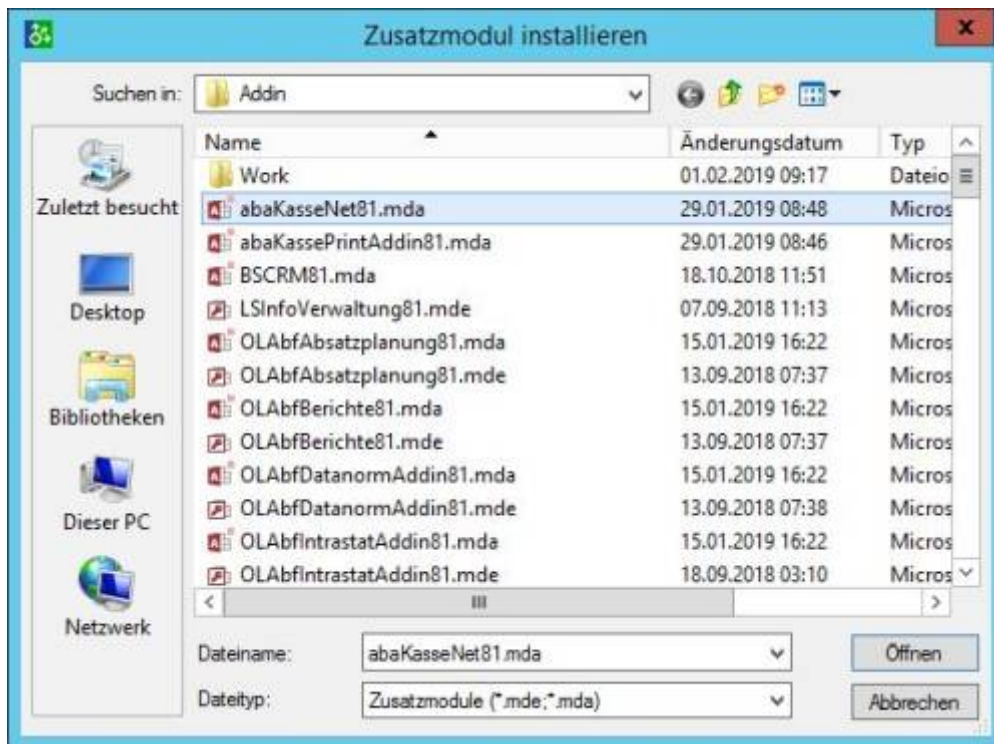 Zusatzmodul installieren
x
Suchen in: Addin
Name Änderungsdatum Typ
Work 01.02.2019 09:17 Dateio
abaKasseNet81.mda 29.01.2019 08:48 Micros
abaKassePrintAddin81.mda 29.01.2019 08:46 Micros
BSCRM81.mda 18.10.2018 11:51 Micros
LSInfoVerwaltung81.mde 07.09.2018 11:13 Micros
OLAbfAbsatzplanung81.mda 15.01.2019 16:22 Micros
OLAbfAbsatzplanung81.mde 13.09.2018 07:37 Micros
OLAbfBerichte81.mda 15.01.2019 16:22 Micros
OLAbfBerichte81.mde 13.09.2018 07:37 Micros
OLAbfDatanormAddin81.mda 15.01.2019 16:22 Micros
OLAbfDatanormAddin81.mde 13.09.2018 07:38 Micros
OLAbfIntrastatAddin81.mda 15.01.2019 16:22 Micros
OLAbfIntrastatAddin81.mde 18.09.2018 03:10 Micros
Zuletzt besucht
Desktop
Bibliotheken
Dieser PC
Netzwerk
Dateiname: abaKasseNet81.mda Öffnen
Dateityp: Zusatzmodule (*.mde;*.mda) Abbrechen